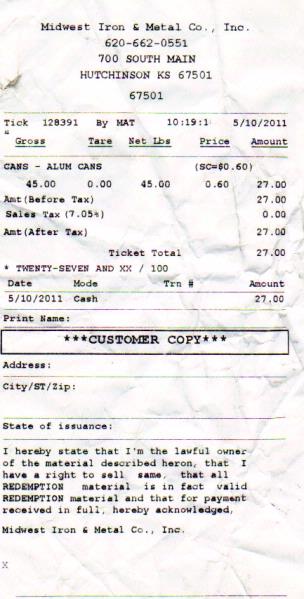 Midwest Iron & Metal Co., Inc.
620-662-0551
700 SOUTH MAIN
HUTCHINSON KS 67501
67501
Tick 128391 By MAT 10:19:1 5/10/2011
Gross Tare Net Lbs Price Amount
CANS - ALUM CANS (SC=$0.60)
45.00 0.00 45.00 0.60 27.00
Amt(Before Tax) 27.00
Sales Tax (7.05%) 0.00
Amt(After Tax) 27.00
Ticket Total 27.00
* TWENTY-SEVEN AND XX / 100
Date Mode Trn # Amount
5/10/2011 Cash 27.00
Print Name:
***CUSTOMER COPY***
Address:
City/ST/Zip:
State of issuance:
I hereby state that I'm the lawful owner
of the material described heron, that I
have a right to sell same, that all
REDEMPTION material is in fact valid
REDEMPTION material and that for payment
received in full, hereby acknowledged,
Midwest Iron & Metal Co., Inc.
X